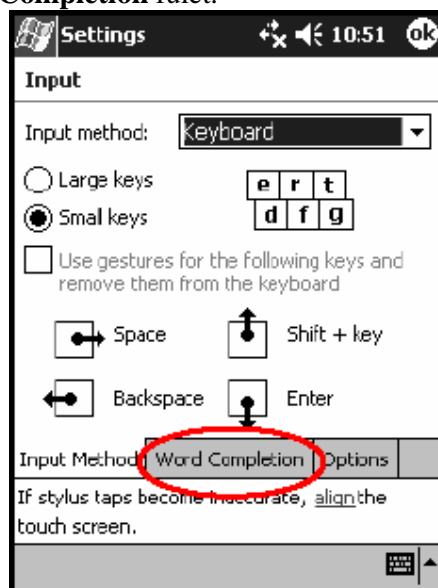 Completion fület.
Settings 10:51 ok
Input
Input method: Keyboard
Large keys
e r t
Small keys
d f g
Use gestures for the following keys and
remove them from the keyboard
Space Shift + key
Backspace Enter
Input Method Word Completion Options
If stylus taps become inaccurate, align the
touch screen.